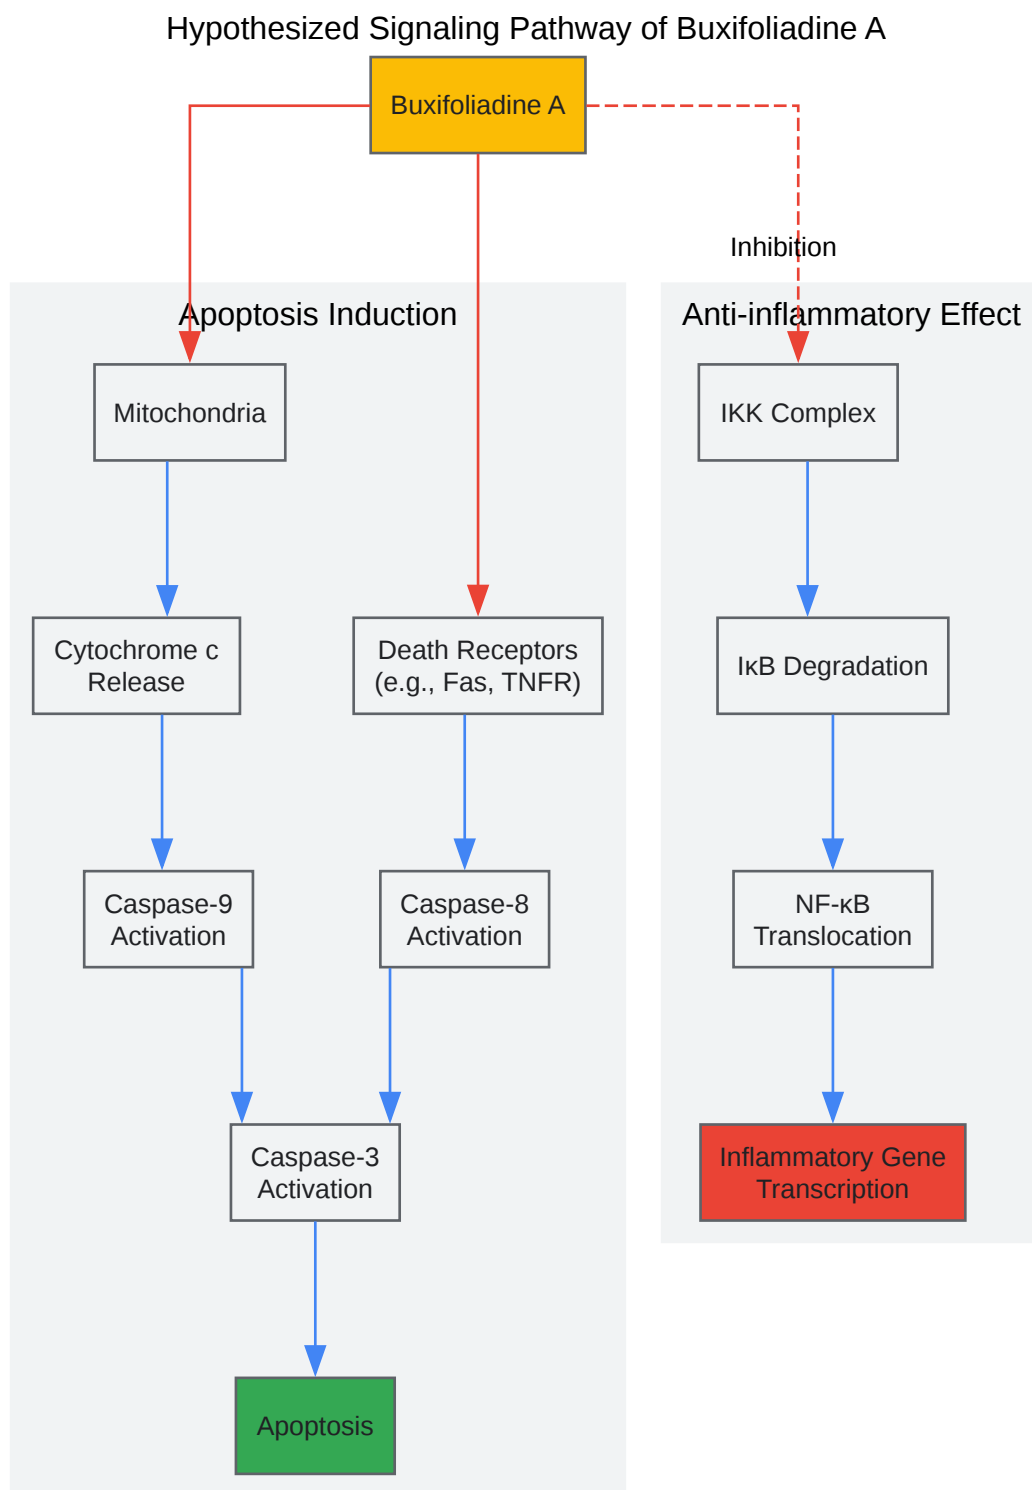 Hypothesized Signaling Pathway of Buxifoliadine A
Buxifoliadine A
Inhibition
Apoptosis Induction
Anti-inflammatory Effect
Mitochondria
IKK Complex
Cytochrome c
Release
Death Receptors
(e.g., Fas, TNFR)
IκB Degradation
Caspase-9
Activation
Caspase-8
Activation
NF-κB
Translocation
Caspase-3
Activation
Inflammatory Gene
Transcription
Apoptosis